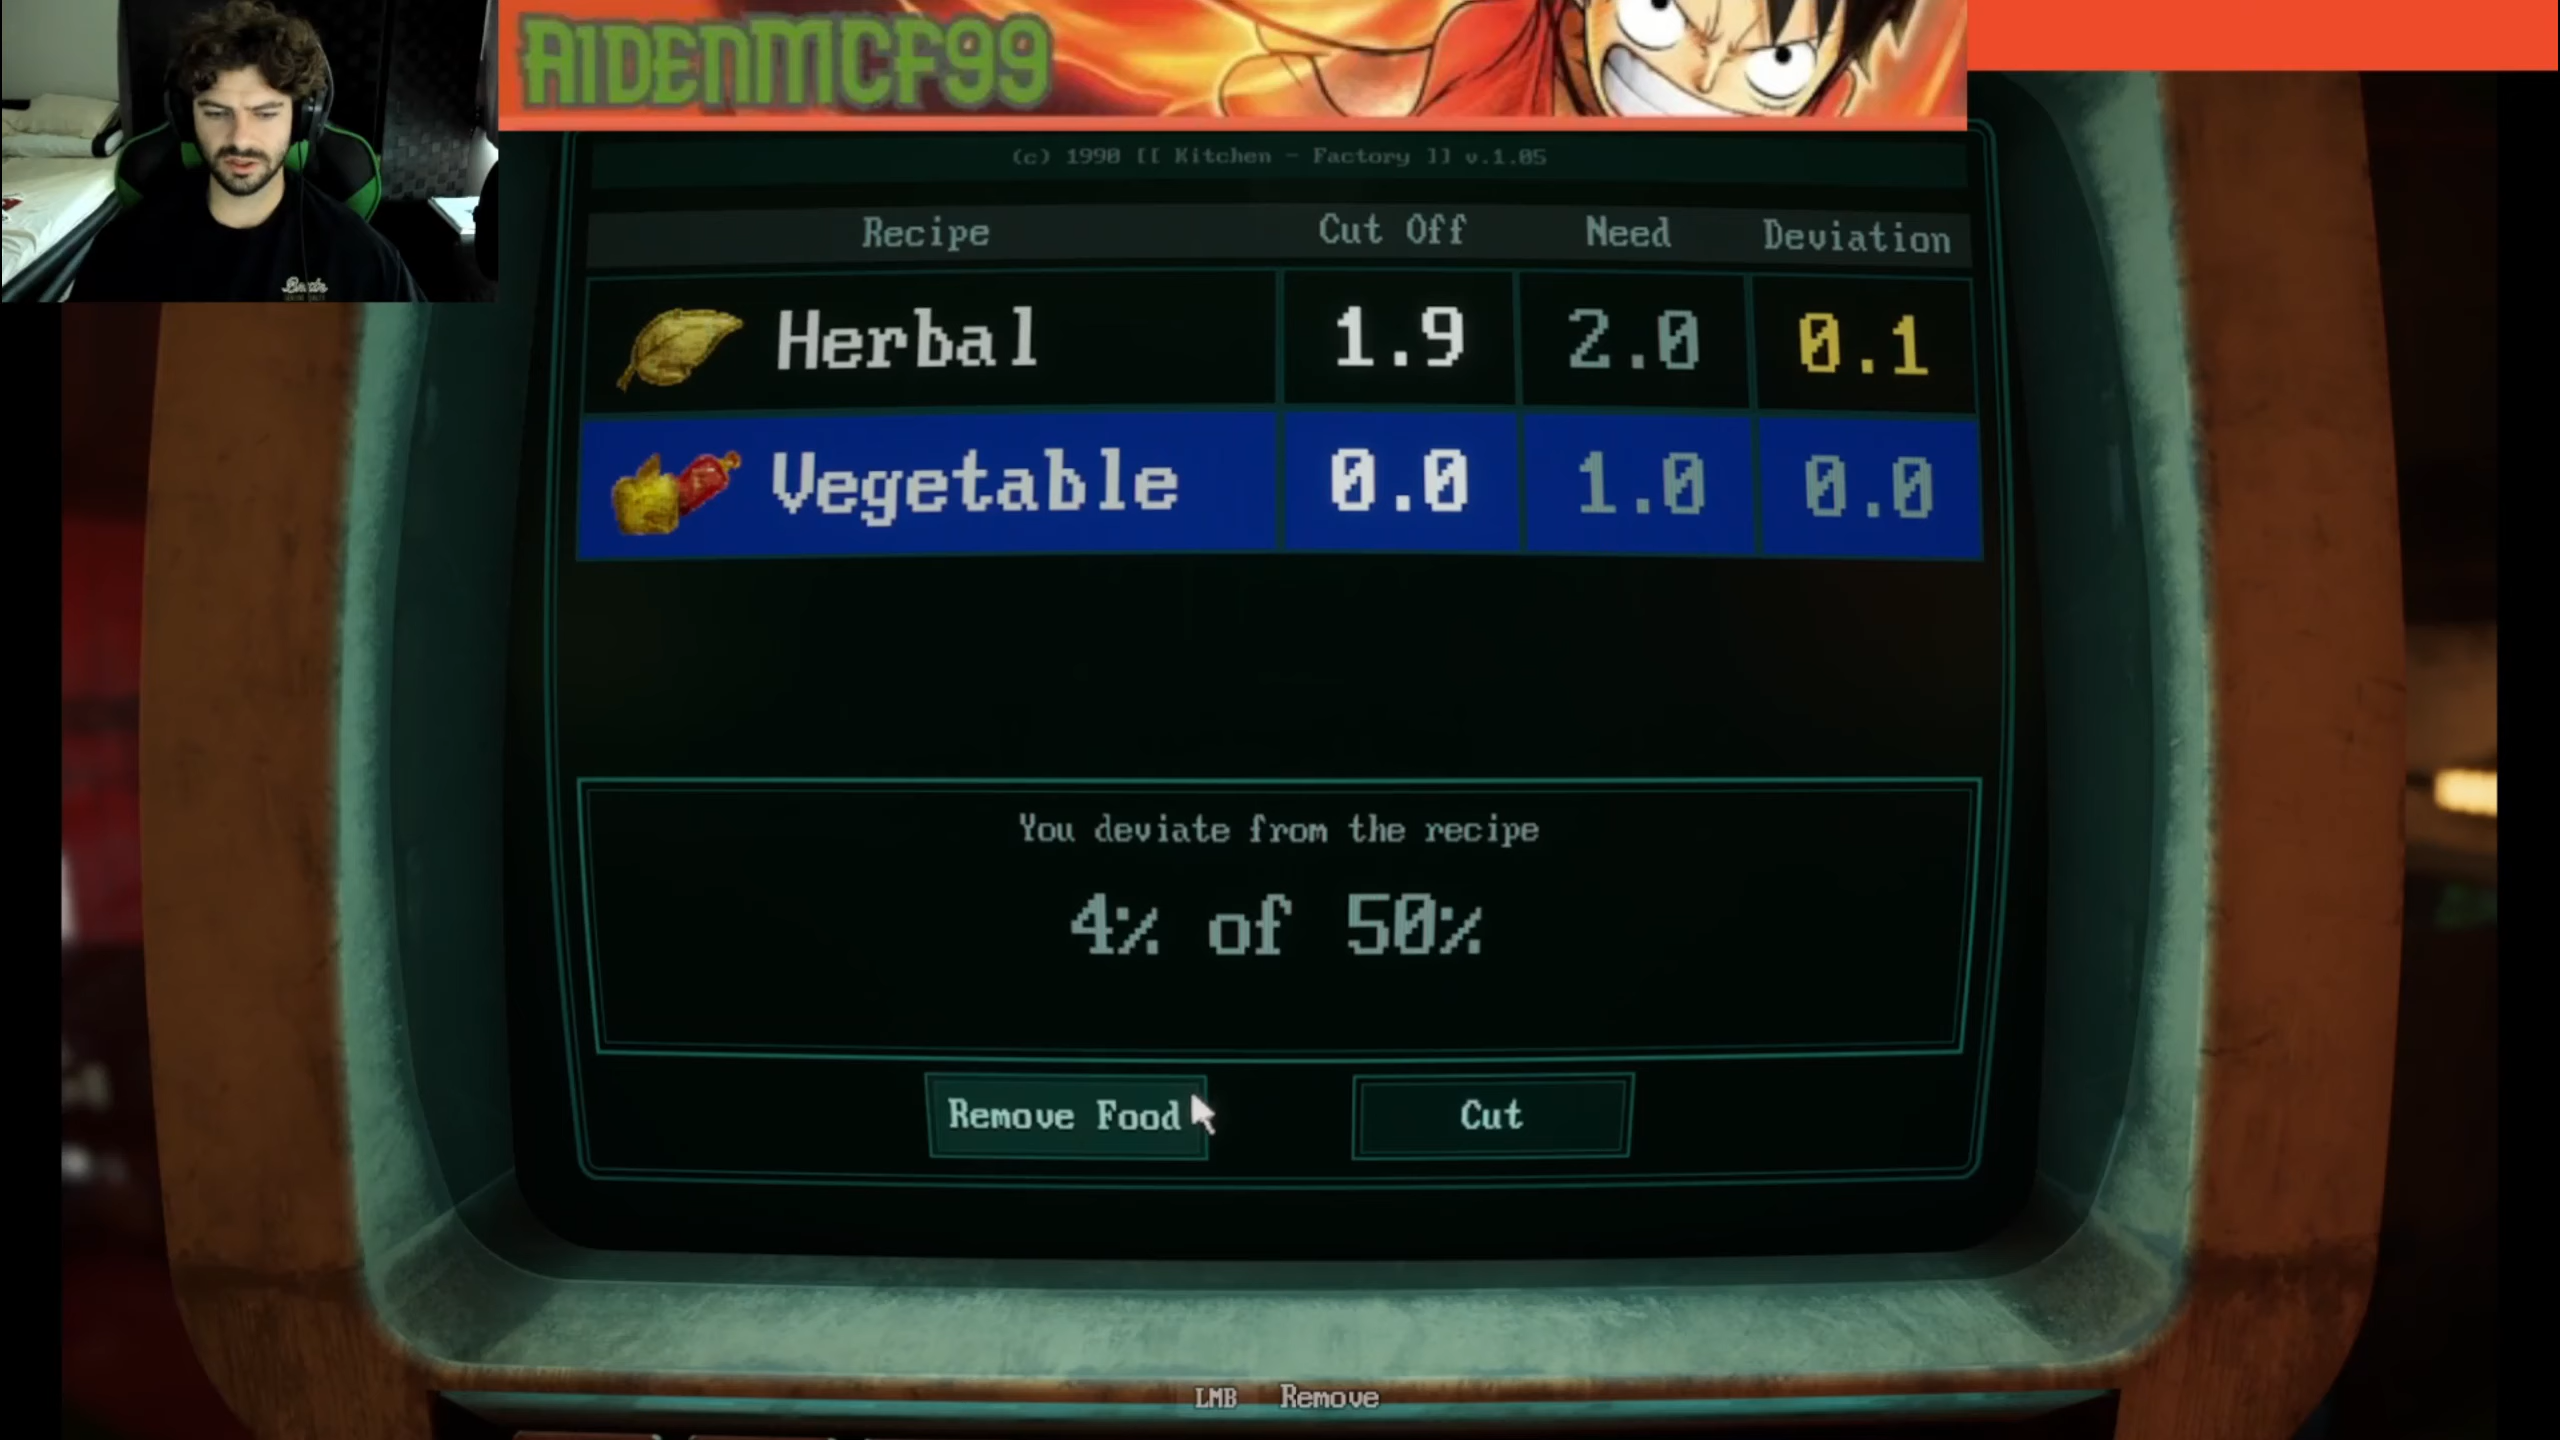 AIDENMCF99
(c) 1990 [[ Kitchen - Factory ]] v.1.05
Recipe Cut Off Need Deviation
Herbal 1.9 2.0 0.1
Vegetable 0.0 1.0 0.0
You deviate from the recipe
4% of 50%
Remove Food Cut
LMB Remove